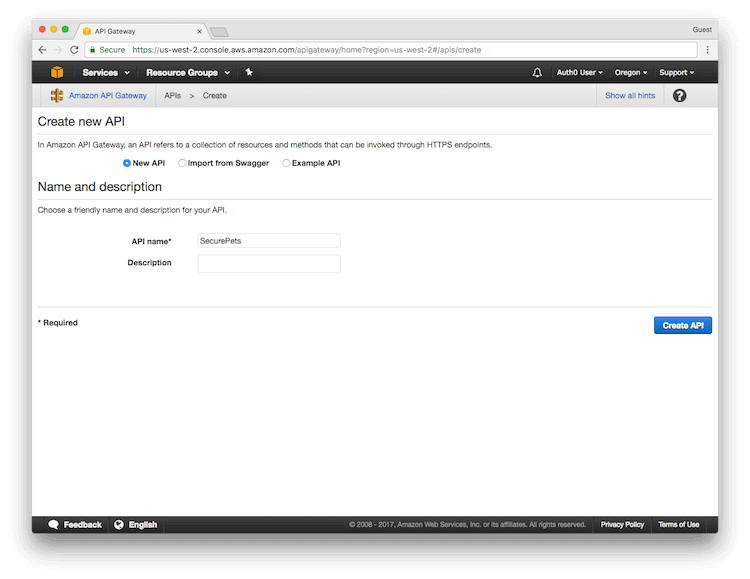 API Gateway
Guest
Secure https://us-west-2.console.aws.amazon.com/apigateway/home?region=us-west-2#/apis/create
Services Resource Groups Auth0 User Oregon Support
Amazon API Gateway APIs > Create Show all hints ?
Create new API
In Amazon API Gateway, an API refers to a collection of resources and methods that can be invoked through HTTPS endpoints.
New API Import from Swagger Example API
Name and description
Choose a friendly name and description for your API.
API name* SecurePets
Description
* Required Create API
Feedback English © 2008 - 2017, Amazon Web Services, Inc. or its affiliates. All rights reserved. Privacy Policy Terms of Use